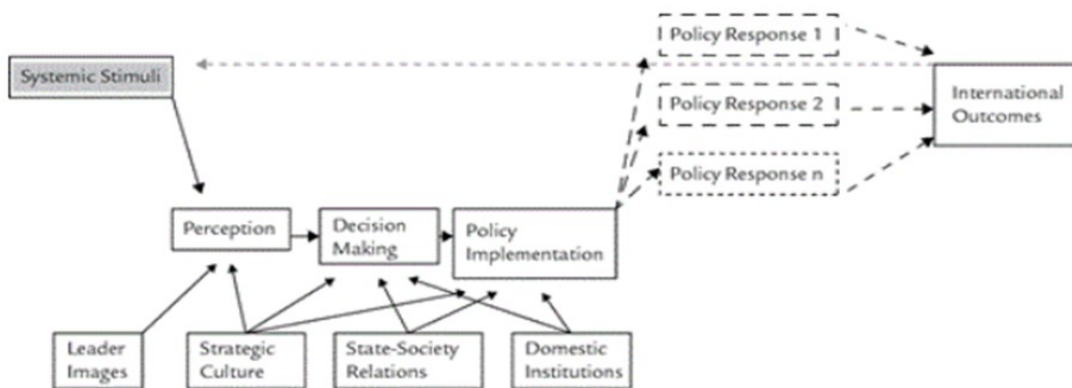 Policy Response 1
Systemic Stimuli
International
Outcomes
Policy Response 2
Policy Response n
Perception
Decision
Making
Policy
Implementation
Leader
Images
Strategic
Culture
State-Society
Relations
Domestic
Institutions